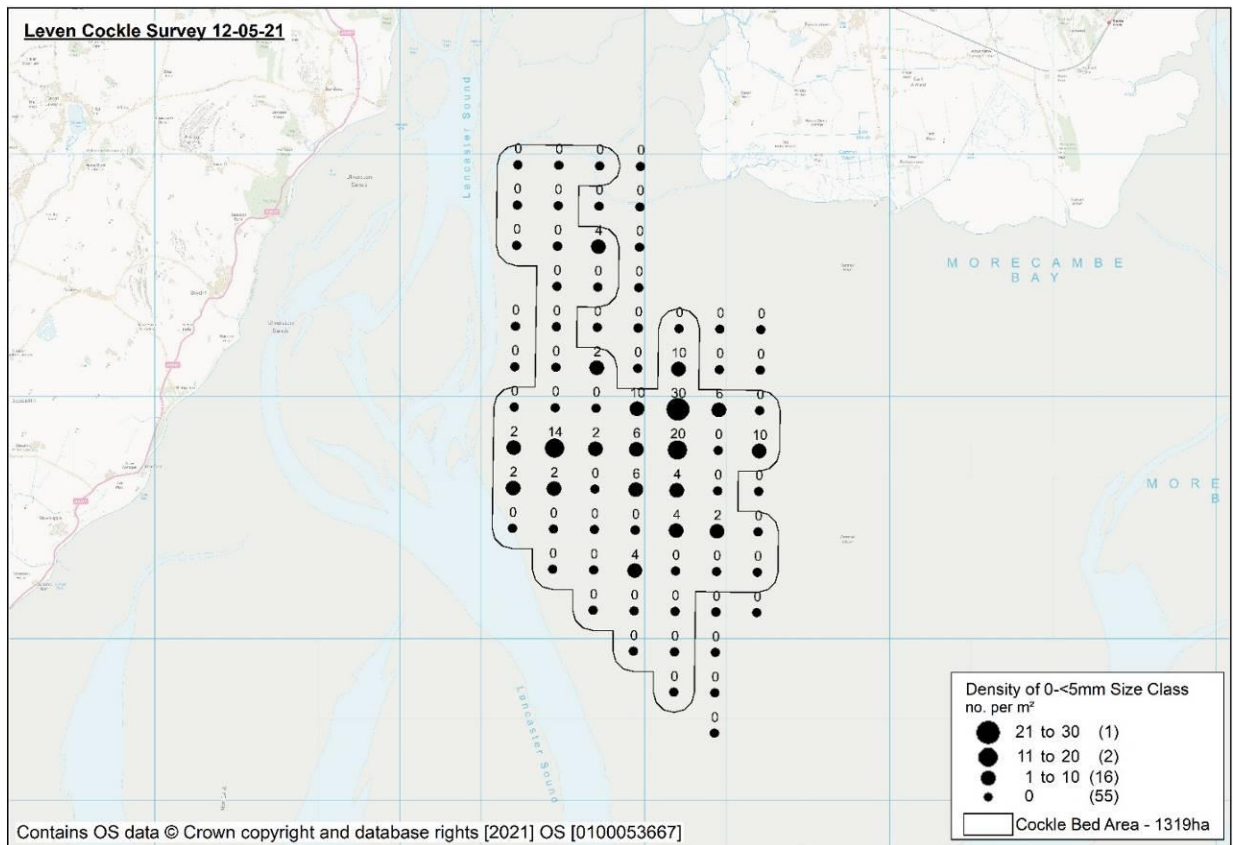 Leven Cockle Survey 12-05-21
Lancaster Sound
0 0 0 0
0 0 0 0
0 0 4 0
MORECAMBE
BAY
0 0 0
0 0 0 0 0 0 0
0 0 2 0 10 0 0
0 0 0 10 30 6 0
2 14 2 6 20 0 10
2 2 0 6 4 0 0
MORE
B
0 0 0 0 4 2 0
0 0 4 0 0 0
0 0 0 0 0
0 0 0
0 0
0
Lancaster Sound
Density of 0-<5mm Size Class
no. per m²
21 to 30 (1)
11 to 20 (2)
1 to 10 (16)
0 (55)
Cockle Bed Area - 1319ha
Contains OS data © Crown copyright and database rights [2021] OS [0100053667]